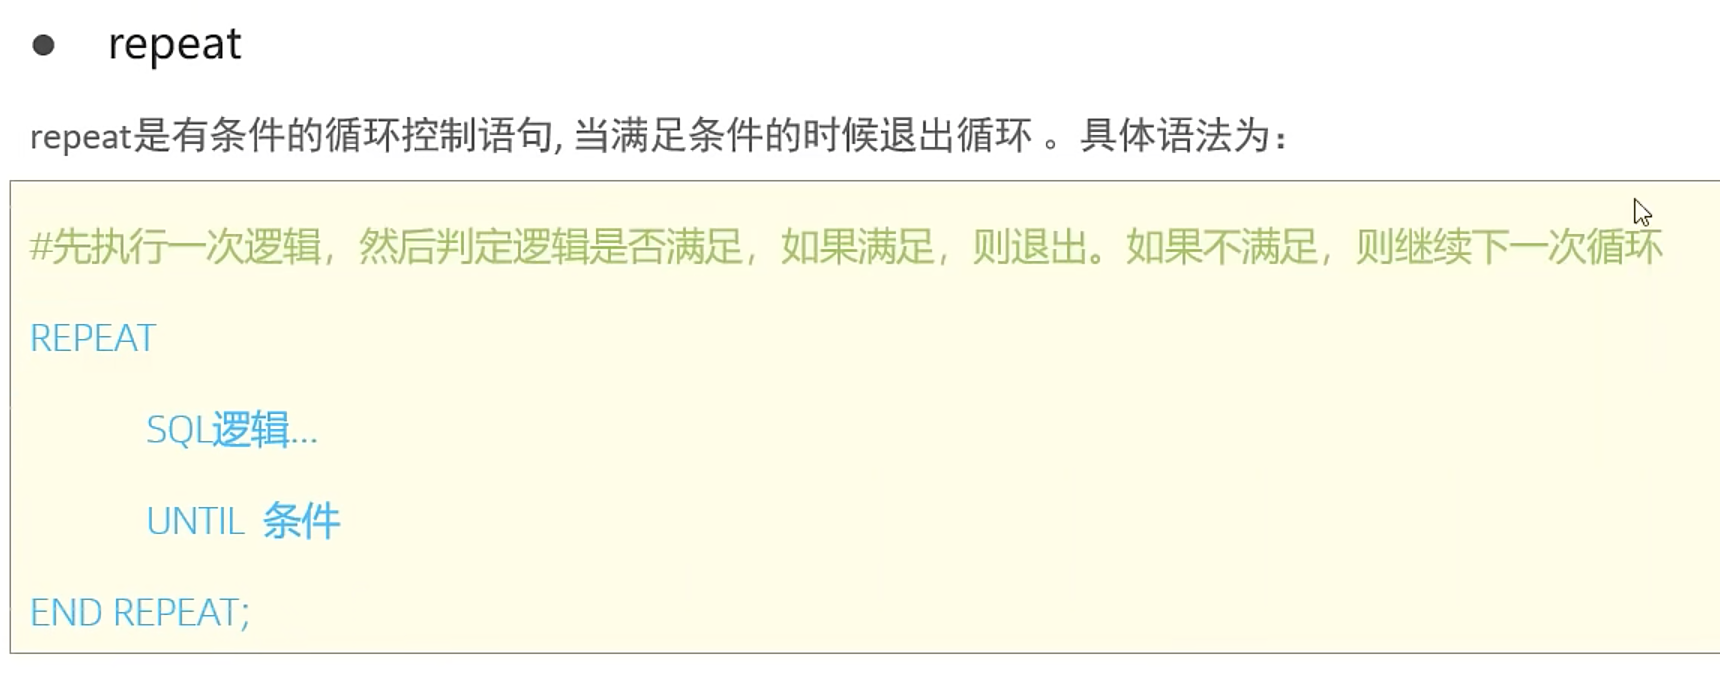 ● repeat
repeat是有条件的循环控制语句, 当满足条件的时候退出循环 。具体语法为：
#先执行一次逻辑，然后判定逻辑是否满足，如果满足，则退出。如果不满足，则继续下一次循环
REPEAT
SQL逻辑...
UNTIL 条件
END REPEAT;